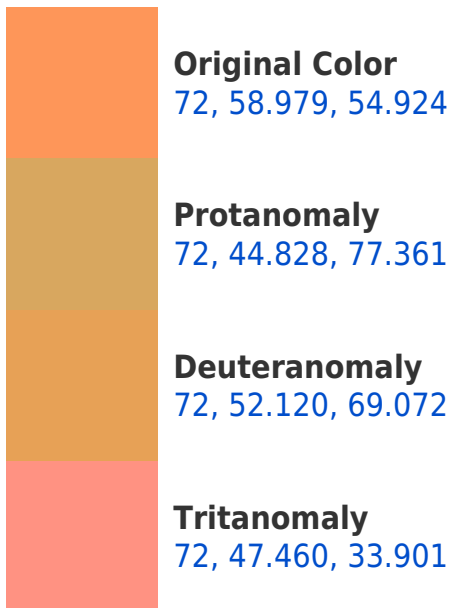 Original Color
72, 58.979, 54.924
Protanomaly
72, 44.828, 77.361
Deuteranomaly
72, 52.120, 69.072
Tritanomaly
72, 47.460, 33.901